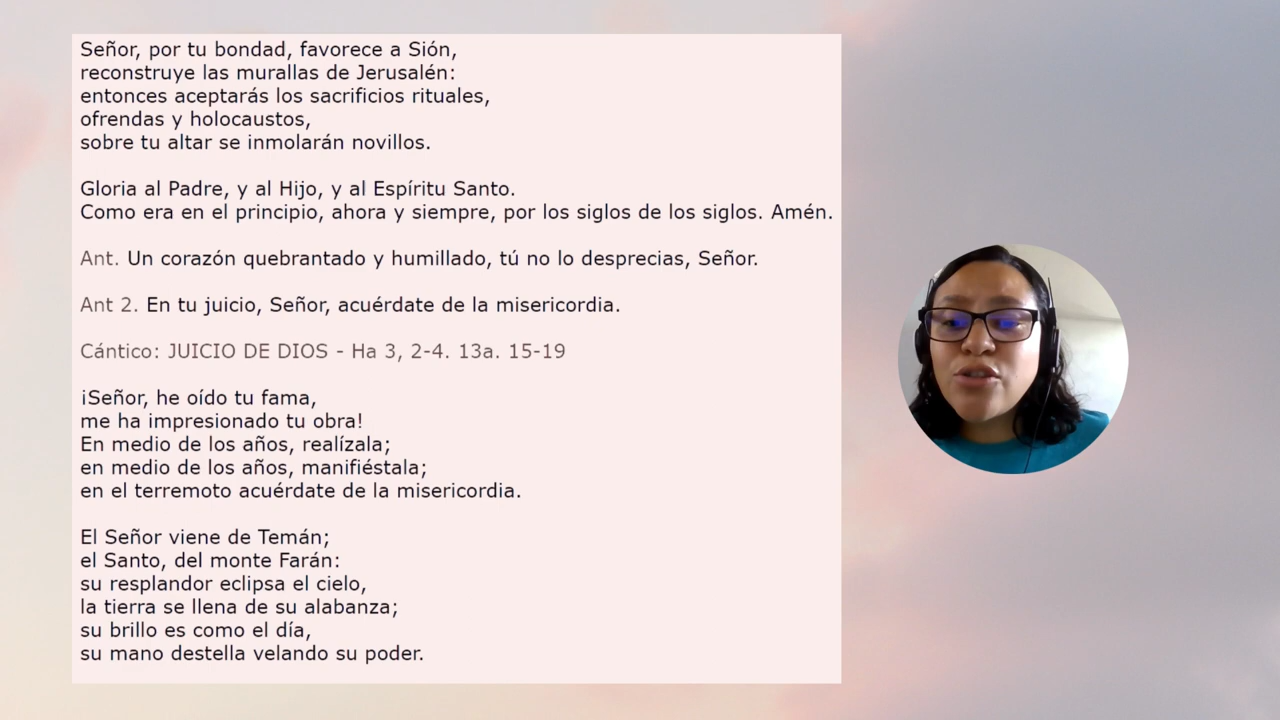 Señor, por tu bondad, favorece a Sión,
reconstruye las murallas de Jerusalén:
entonces aceptarás los sacrificios rituales,
ofrendas y holocaustos,
sobre tu altar se inmolarán novillos.
Gloria al Padre, y al Hijo, y al Espíritu Santo.
Como era en el principio, ahora y siempre, por los siglos de los siglos. Amén.
Ant. Un corazón quebrantado y humillado, tú no lo desprecias, Señor.
Ant 2. En tu juicio, Señor, acuérdate de la misericordia.
Cántico: JUICIO DE DIOS - Ha 3, 2-4. 13a. 15-19
¡Señor, he oído tu fama,
me ha impresionado tu obra!
En medio de los años, realízala;
en medio de los años, manifiéstala;
en el terremoto acuérdate de la misericordia.
El Señor viene de Temán;
el Santo, del monte Farán:
su resplandor eclipsa el cielo,
la tierra se llena de su alabanza;
su brillo es como el día,
su mano destella velando su poder.